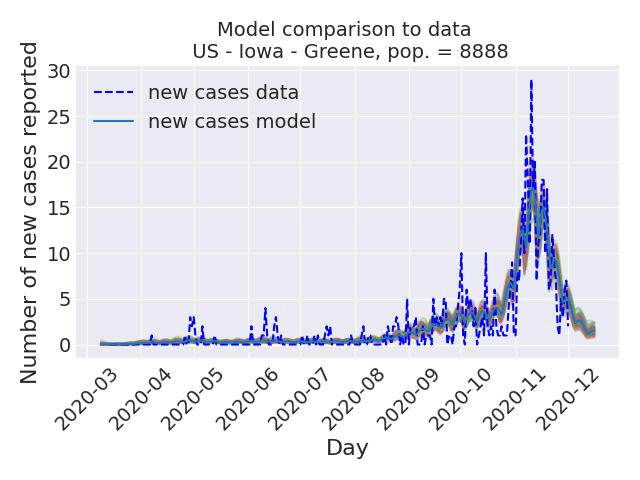 Model comparison to data
US - Iowa - Greene, pop. = 8888
Number of new cases reported
30
25
20
15
10
5
0
new cases data
new cases model
2020-03
2020-04
2020-05
2020-06
2020-07
2020-08
2020-09
2020-10
2020-11
2020-12
Day